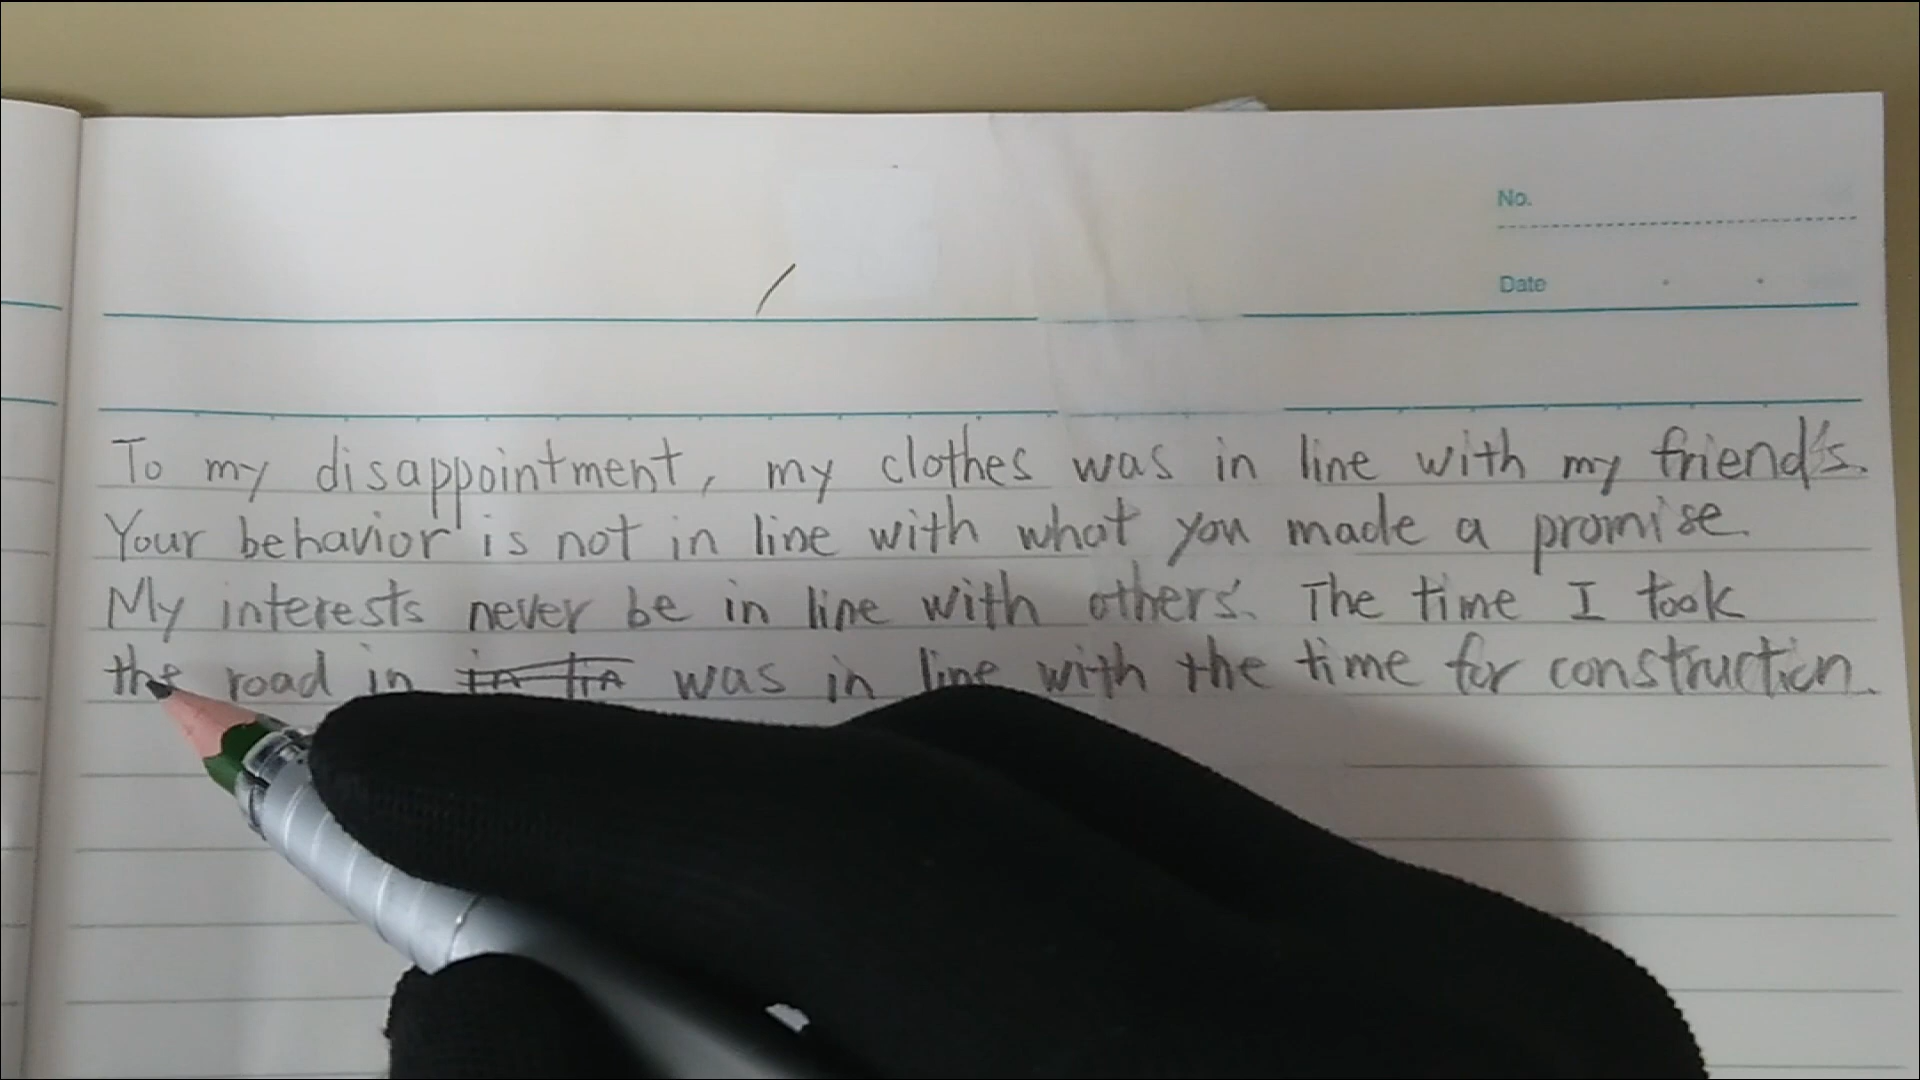 No.
Date
To my disappointment, my clothes was in line with my friend's.
Your behavior is not in line with what you made a promise.
My interests never be in line with others'. The time I took
the road in was in line with the time for construction.